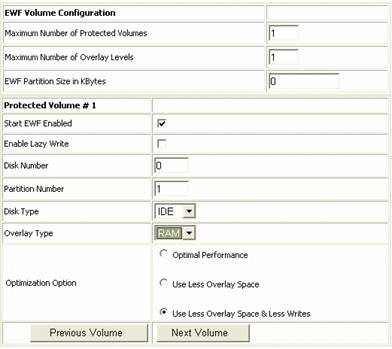 EWF Volume Configuration
Maximum Number of Protected Volumes 1
Maximum Number of Overlay Levels 1
EWF Partition Size in KBytes 0
Protected Volume # 1
Start EWF Enabled
Enable Lazy Write
Disk Number 0
Partition Number 1
Disk Type IDE
Overlay Type RAM
Optimal Performance
Optimization Option Use Less Overlay Space
Use Less Overlay Space & Less Writes
Previous Volume Next Volume